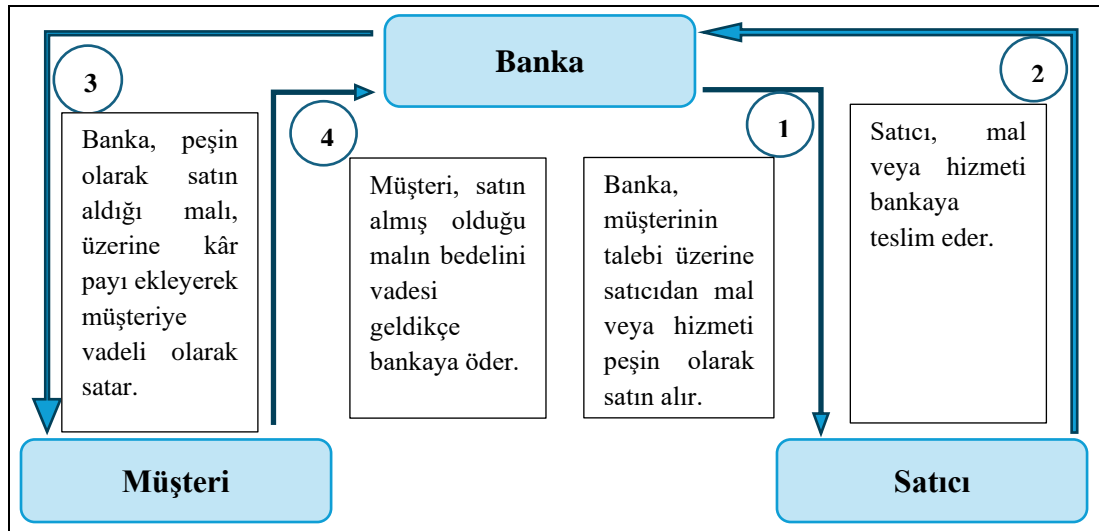 Banka
3
Banka, peşin
olarak satın
aldığı malı,
üzerine kâr
payı ekleyerek
müşteriye
vadeli olarak
satar.
4
Müşteri, satın
almış olduğu
malın bedelini
vadesi
geldikçe
bankaya öder.
1
Banka,
müşterinin
talebi üzerine
satıcıdan mal
veya hizmeti
peşin olarak
satın alır.
2
Satıcı, mal
veya hizmeti
bankaya
teslim eder.
Müşteri
Satıcı